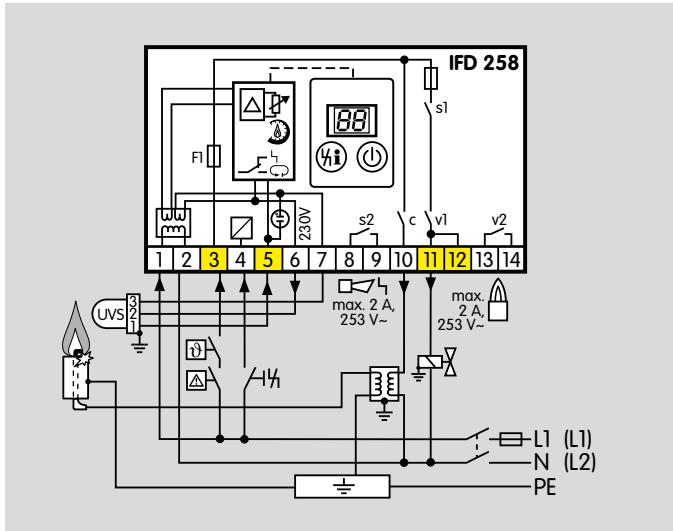 IFD 258
88
s1
F1
i
230V
s2
c
v1
v2
1 2 3 4 5 6 7 8 9 10 11 12 13 14
max. 2 A,
253 V~
max.
2 A,
253 V~
UVS
3
2
1
ϑ
L1 (L1)
N (L2)
PE